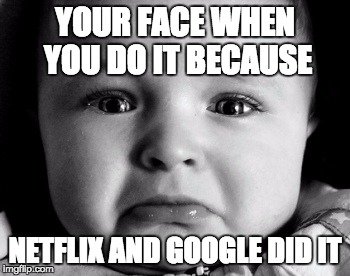 YOUR FACE WHEN
YOU DO IT BECAUSE
NETFLIX AND GOOGLE DID IT
imgflip.com